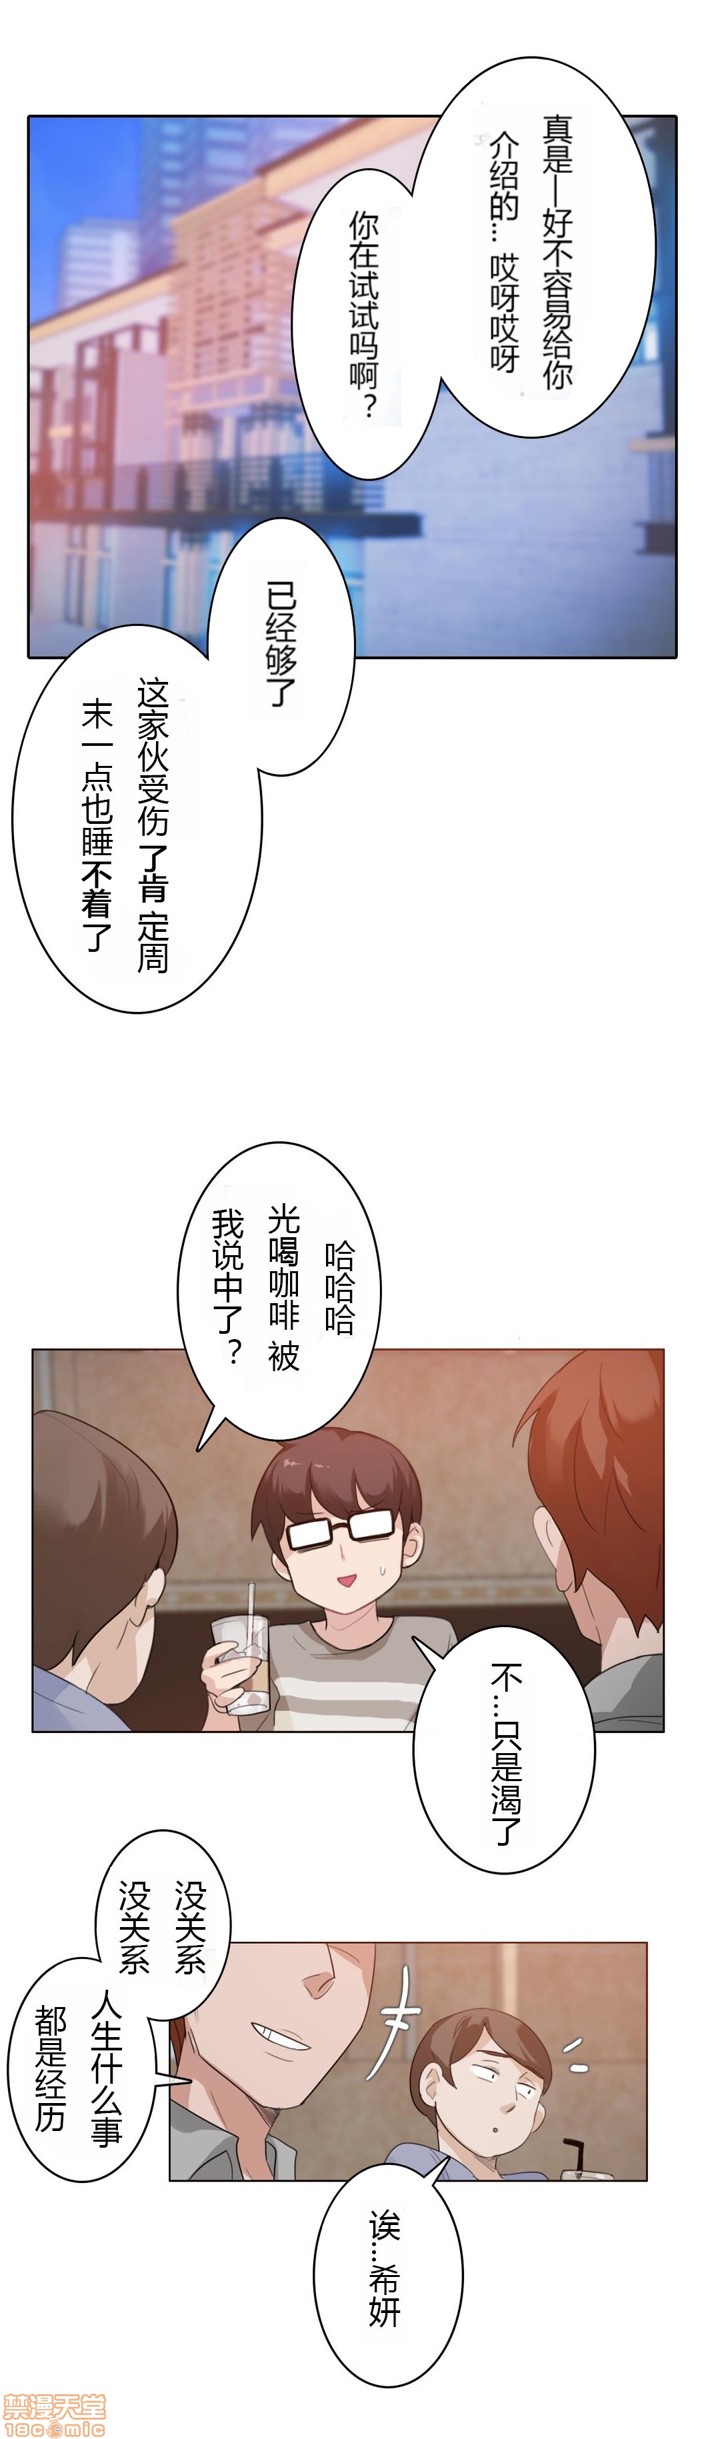 真是—好不容易给你
介绍的... 哎呀哎呀
你在试试吗啊？
已经够了
这家伙受伤了肯定周
末一点也睡不着了
哈哈哈
光喝咖啡被
我说中了？
不...只是渴了
没关系
没关系
人生什么事
都是经历
诶...希妍
禁漫天堂
18comic